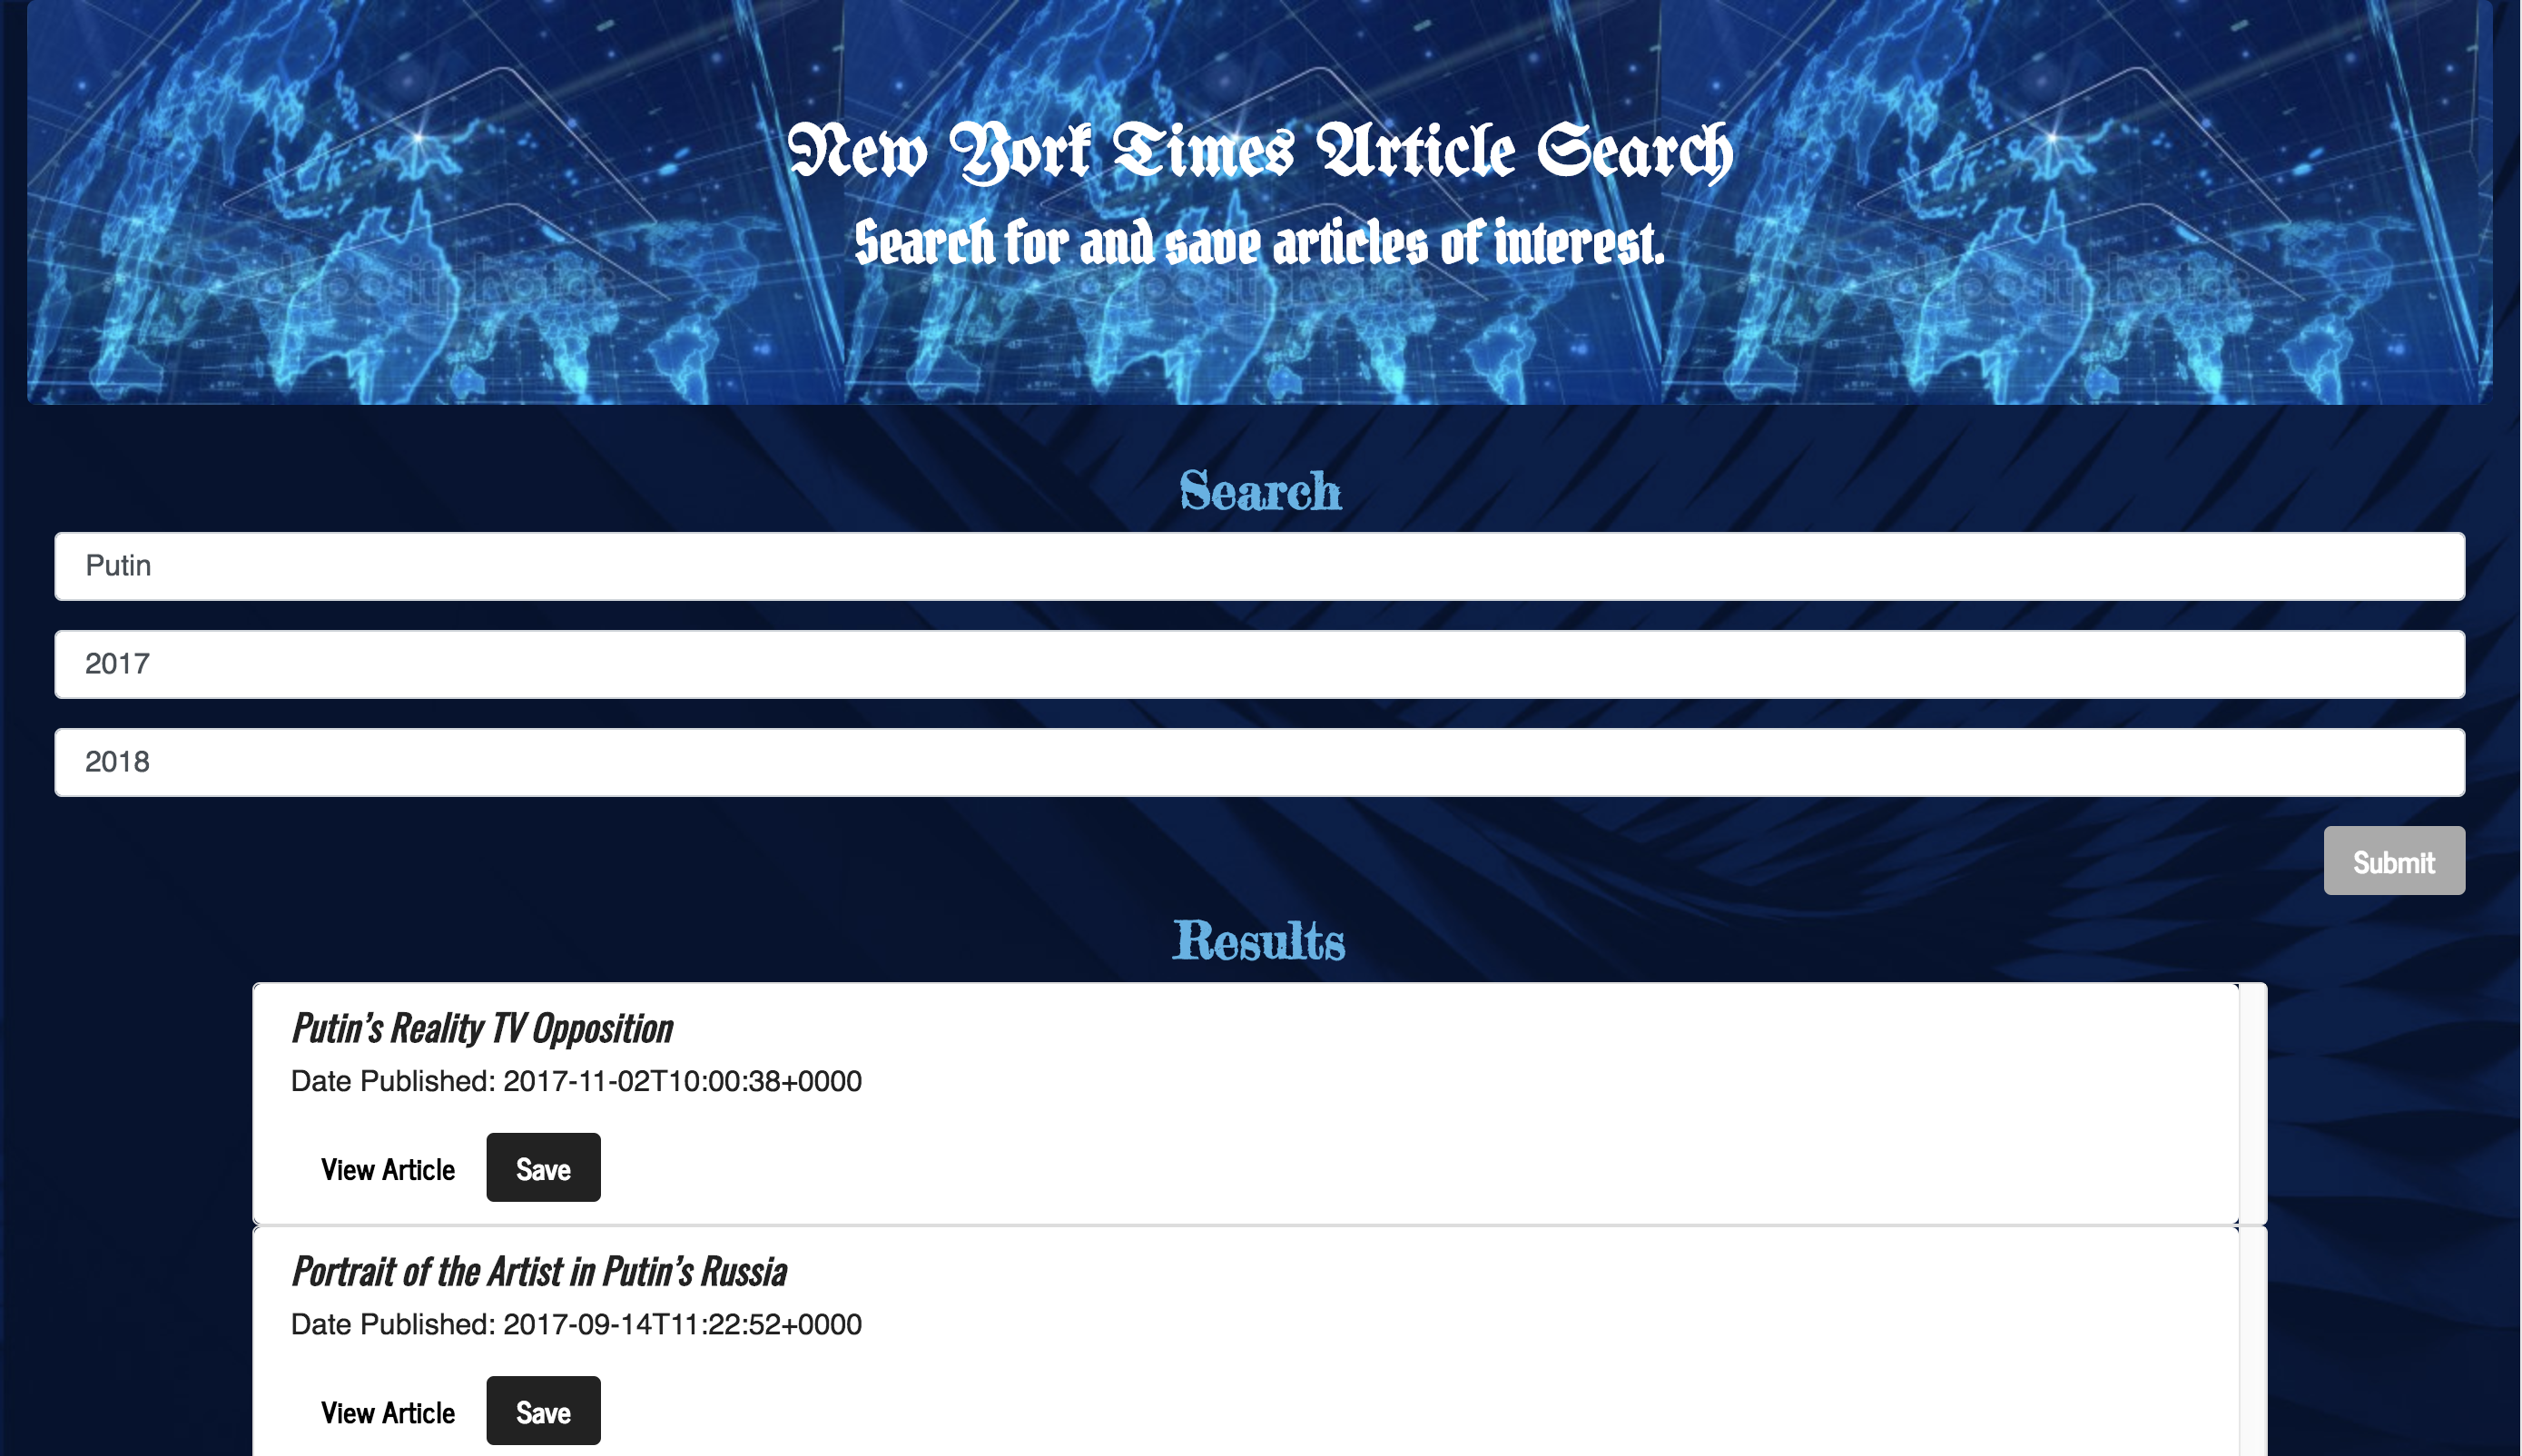 New York Times Article Search
Search for and save articles of interest.
depositphotos depositphotos depositphotos
Search
Putin
2017
2018
Submit
Results
Putin’s Reality TV Opposition
Date Published: 2017-11-02T10:00:38+0000
View Article Save
Portrait of the Artist in Putin’s Russia
Date Published: 2017-09-14T11:22:52+0000
View Article Save